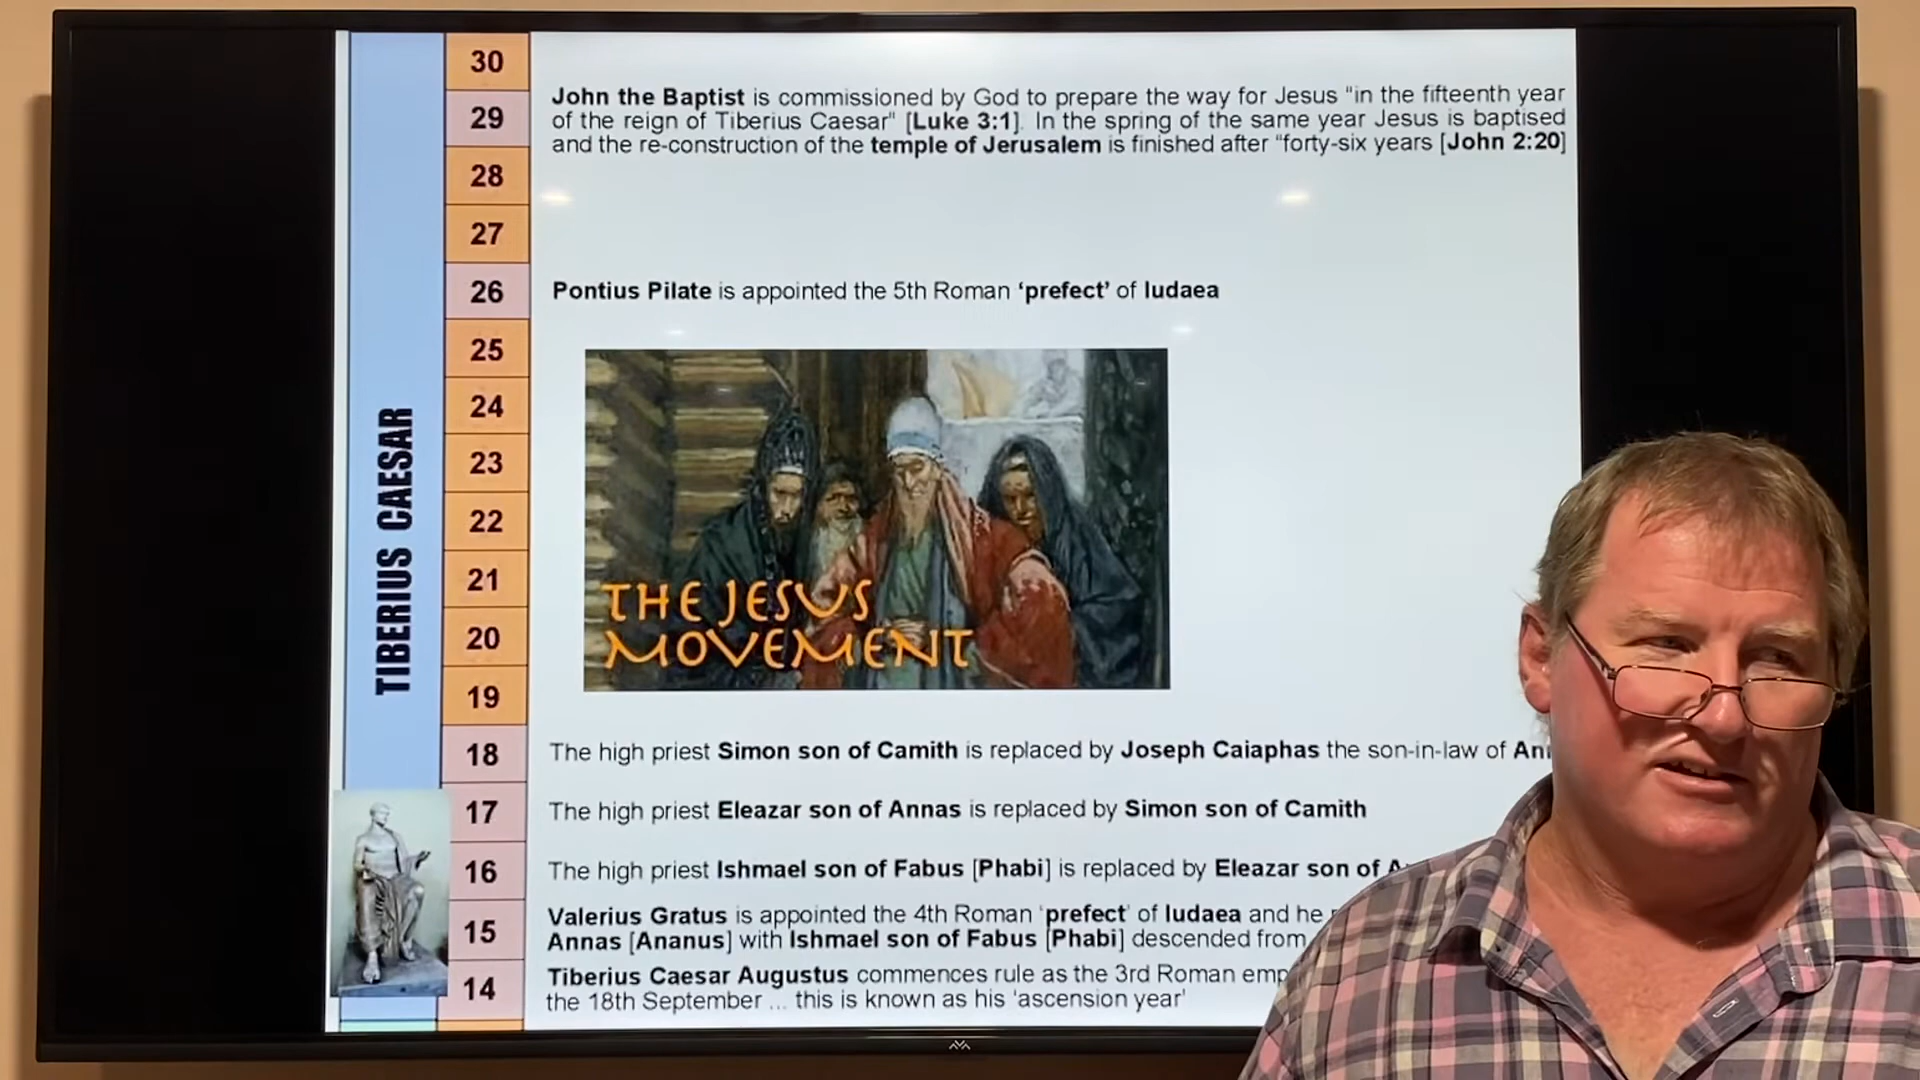 30
29
John the Baptist is commissioned by God to prepare the way for Jesus "in the fifteenth year
of the reign of Tiberius Caesar" [Luke 3:1]. In the spring of the same year Jesus is baptised
and the re-construction of the temple of Jerusalem is finished after "forty-six years [John 2:20]
28
27
26
Pontius Pilate is appointed the 5th Roman ‘prefect’ of Iudaea
25
24
23
22
21
20
19
TIBERIUS CAESAR
THE JESUS
MOVEMENT
18
The high priest Simon son of Camith is replaced by Joseph Caiaphas the son-in-law of
17
The high priest Eleazar son of Annas is replaced by Simon son of Camith
16
The high priest Ishmael son of Fabus [Phabi] is replaced by Eleazar son of
15
Valerius Gratus is appointed the 4th Roman ‘prefect’ of Iudaea and he
Annas [Ananus] with Ishmael son of Fabus [Phabi] descended from
14
Tiberius Caesar Augustus commences rule as the 3rd Roman
the 18th September ... this is known as his ‘ascension year’